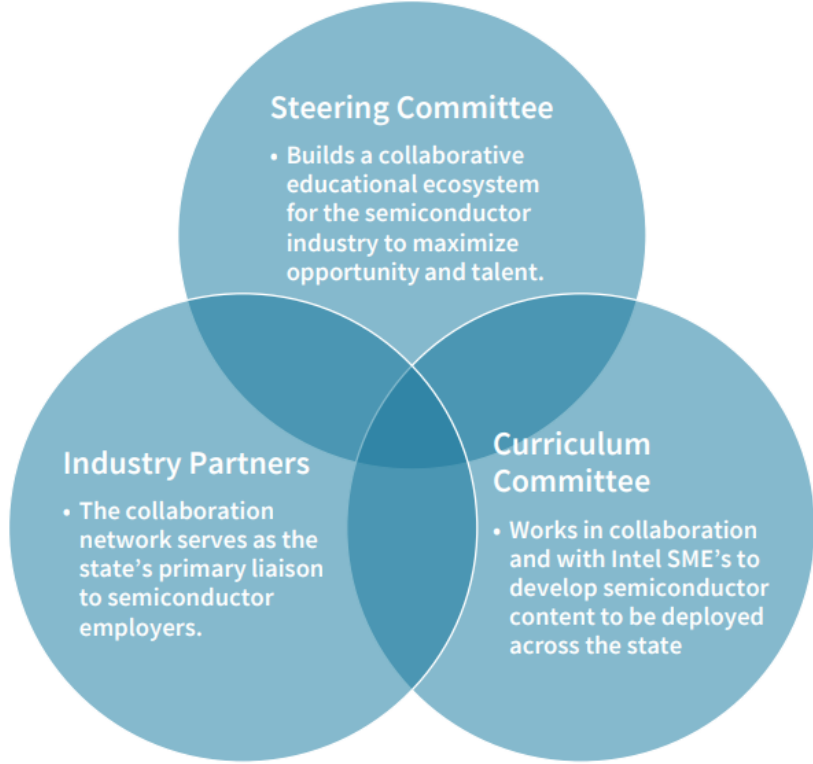 Steering Committee
• Builds a collaborative
educational ecosystem
for the semiconductor
industry to maximize
opportunity and talent.
Industry Partners
• The collaboration
network serves as the
state’s primary liaison
to semiconductor
employers.
Curriculum
Committee
• Works in collaboration
and with Intel SME’s to
develop semiconductor
content to be deployed
across the state